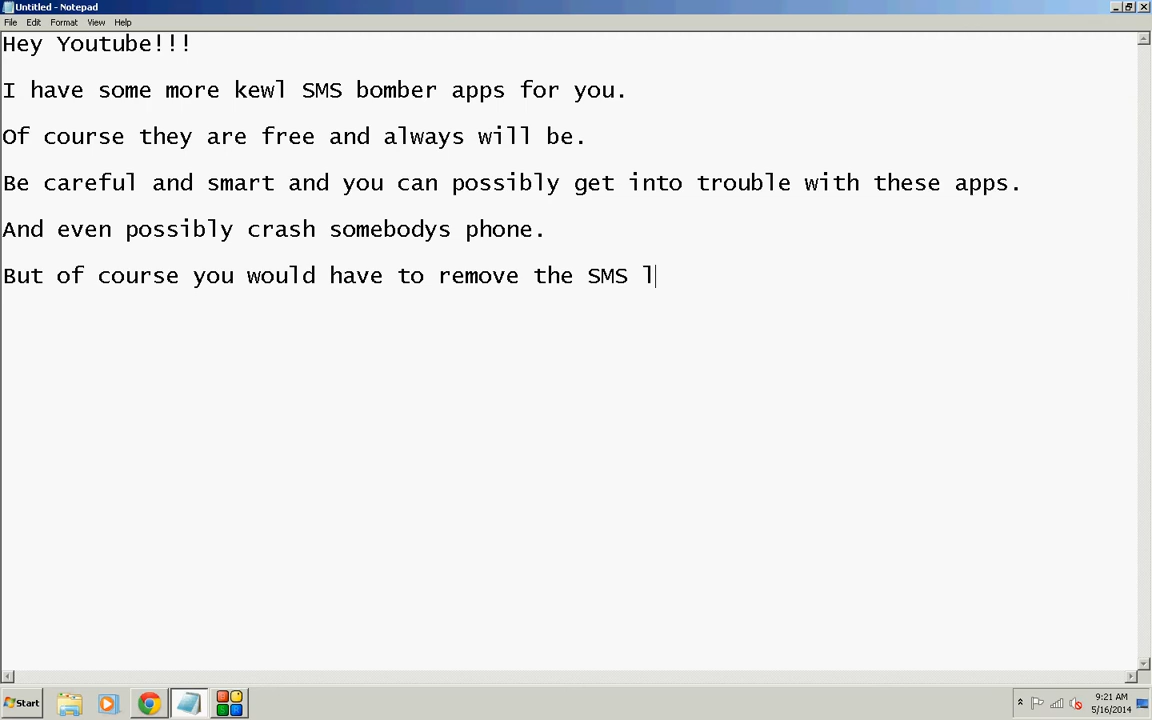 Untitled - Notepad
File Edit Format View Help
Hey Youtube!!!
I have some more kewl SMS bomber apps for you.
Of course they are free and always will be.
Be careful and smart and you can possibly get into trouble with these apps.
And even possibly crash somebodys phone.
But of course you would have to remove the SMS l
Start
9:21 AM
5/16/2014